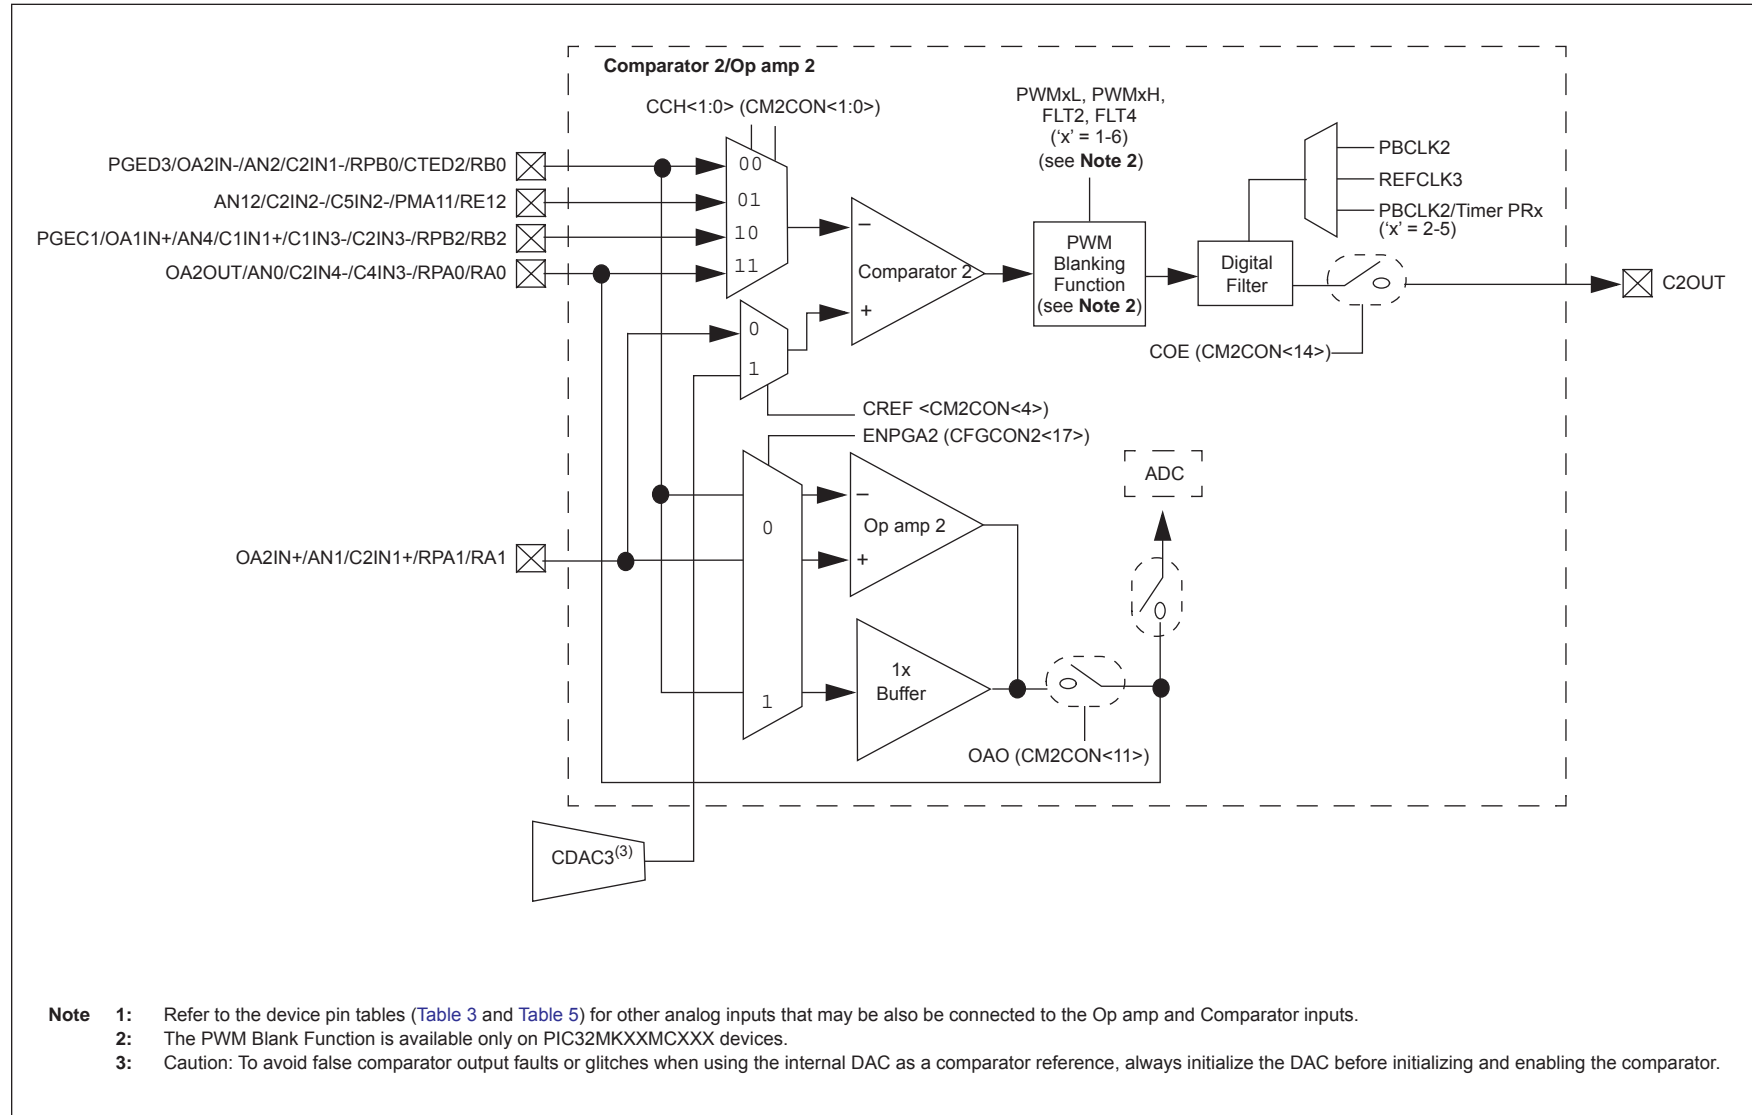 Comparator 2/Op amp 2
CCH<1:0> (CM2CON<1:0>)
PWMxL, PWMxH,
FLT2, FLT4
(‘x’ = 1-6)
(see Note 2)
PGED3/OA2IN-/AN2/C2IN1-/RPB0/CTED2/RB0
AN12/C2IN2-/C5IN2-/PMA11/RE12
PGEC1/OA1IN+/AN4/C1IN1+/C1IN3-/C2IN3-/RPB2/RB2
OA2OUT/AN0/C2IN4-/C4IN3-/RPA0/RA0
00
01
10
11
–
Comparator 2
+
PWM
Blanking
Function
(see Note 2)
Digital
Filter
PBCLK2
REFCLK3
PBCLK2/Timer PRx
(‘x’ = 2-5)
C2OUT
COE (CM2CON<14>)
0
1
CREF <CM2CON<4>)
ENPGA2 (CFGCON2<17>)
ADC
OA2IN+/AN1/C2IN1+/RPA1/RA1
0
1
–
Op amp 2
+
1x
Buffer
OAO (CM2CON<11>)
CDAC3(3)
Note 1: Refer to the device pin tables (Table 3 and Table 5) for other analog inputs that may be also be connected to the Op amp and Comparator inputs.
2: The PWM Blank Function is available only on PIC32MKXXMCXXX devices.
3: Caution: To avoid false comparator output faults or glitches when using the internal DAC as a comparator reference, always initialize the DAC before initializing and enabling the comparator.